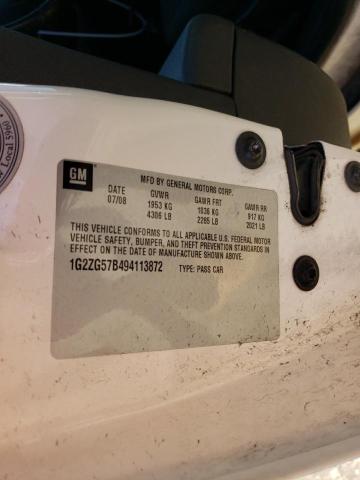 GM
MFD BY GENERAL MOTORS CORP.
DATE GVWR GAWR FRT GAWR RR
07/08 1953 KG 1036 KG 917 KG
4306 LB 2285 LB 2021 LB
THIS VEHICLE CONFORMS TO ALL APPLICABLE U.S. FEDERAL MOTOR
VEHICLE SAFETY, BUMPER, AND THEFT PREVENTION STANDARDS IN
EFFECT ON THE DATE OF MANUFACTURE SHOWN ABOVE.
1G2ZG57B494113872 TYPE: PASS CAR
Local 5960